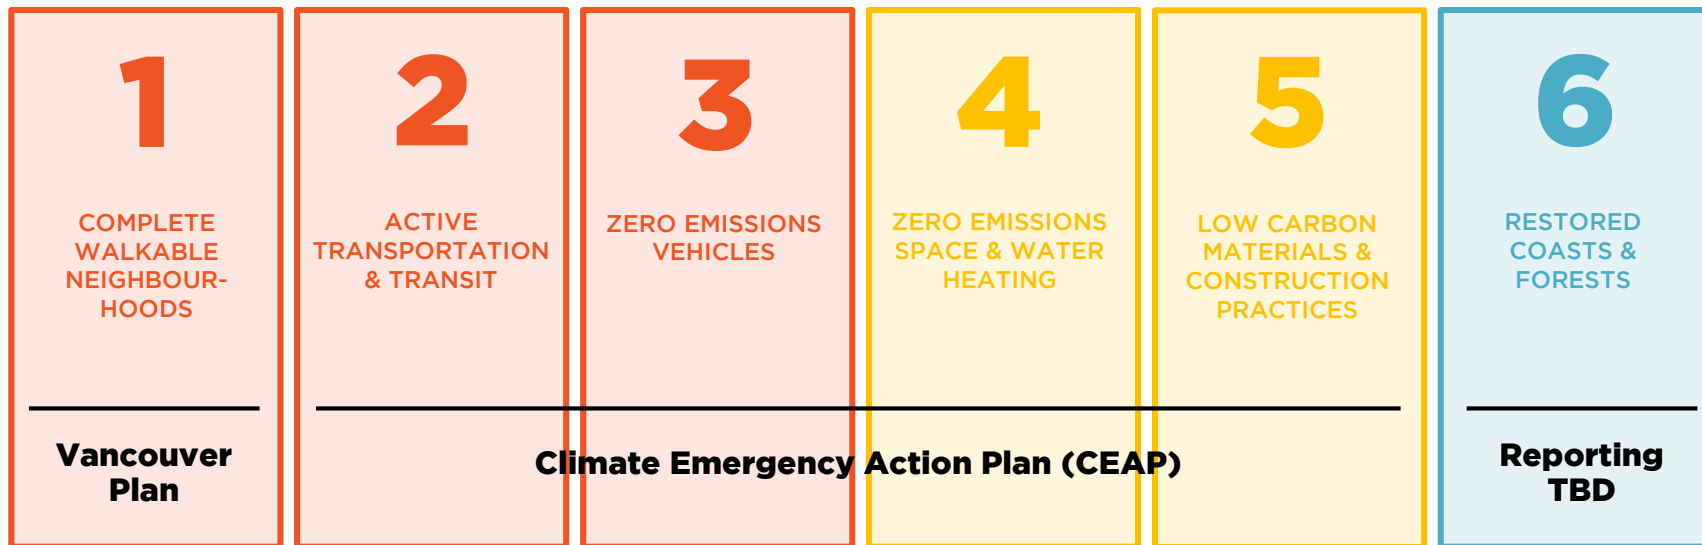 1
COMPLETE
WALKABLE
NEIGHBOUR-
HOODS
Vancouver
Plan
2
ACTIVE
TRANSPORTATION
& TRANSIT
3
ZERO EMISSIONS
VEHICLES
4
ZERO EMISSIONS
SPACE & WATER
HEATING
5
LOW CARBON
MATERIALS &
CONSTRUCTION
PRACTICES
Climate Emergency Action Plan (CEAP)
6
RESTORED
COASTS &
FORESTS
Reporting
TBD